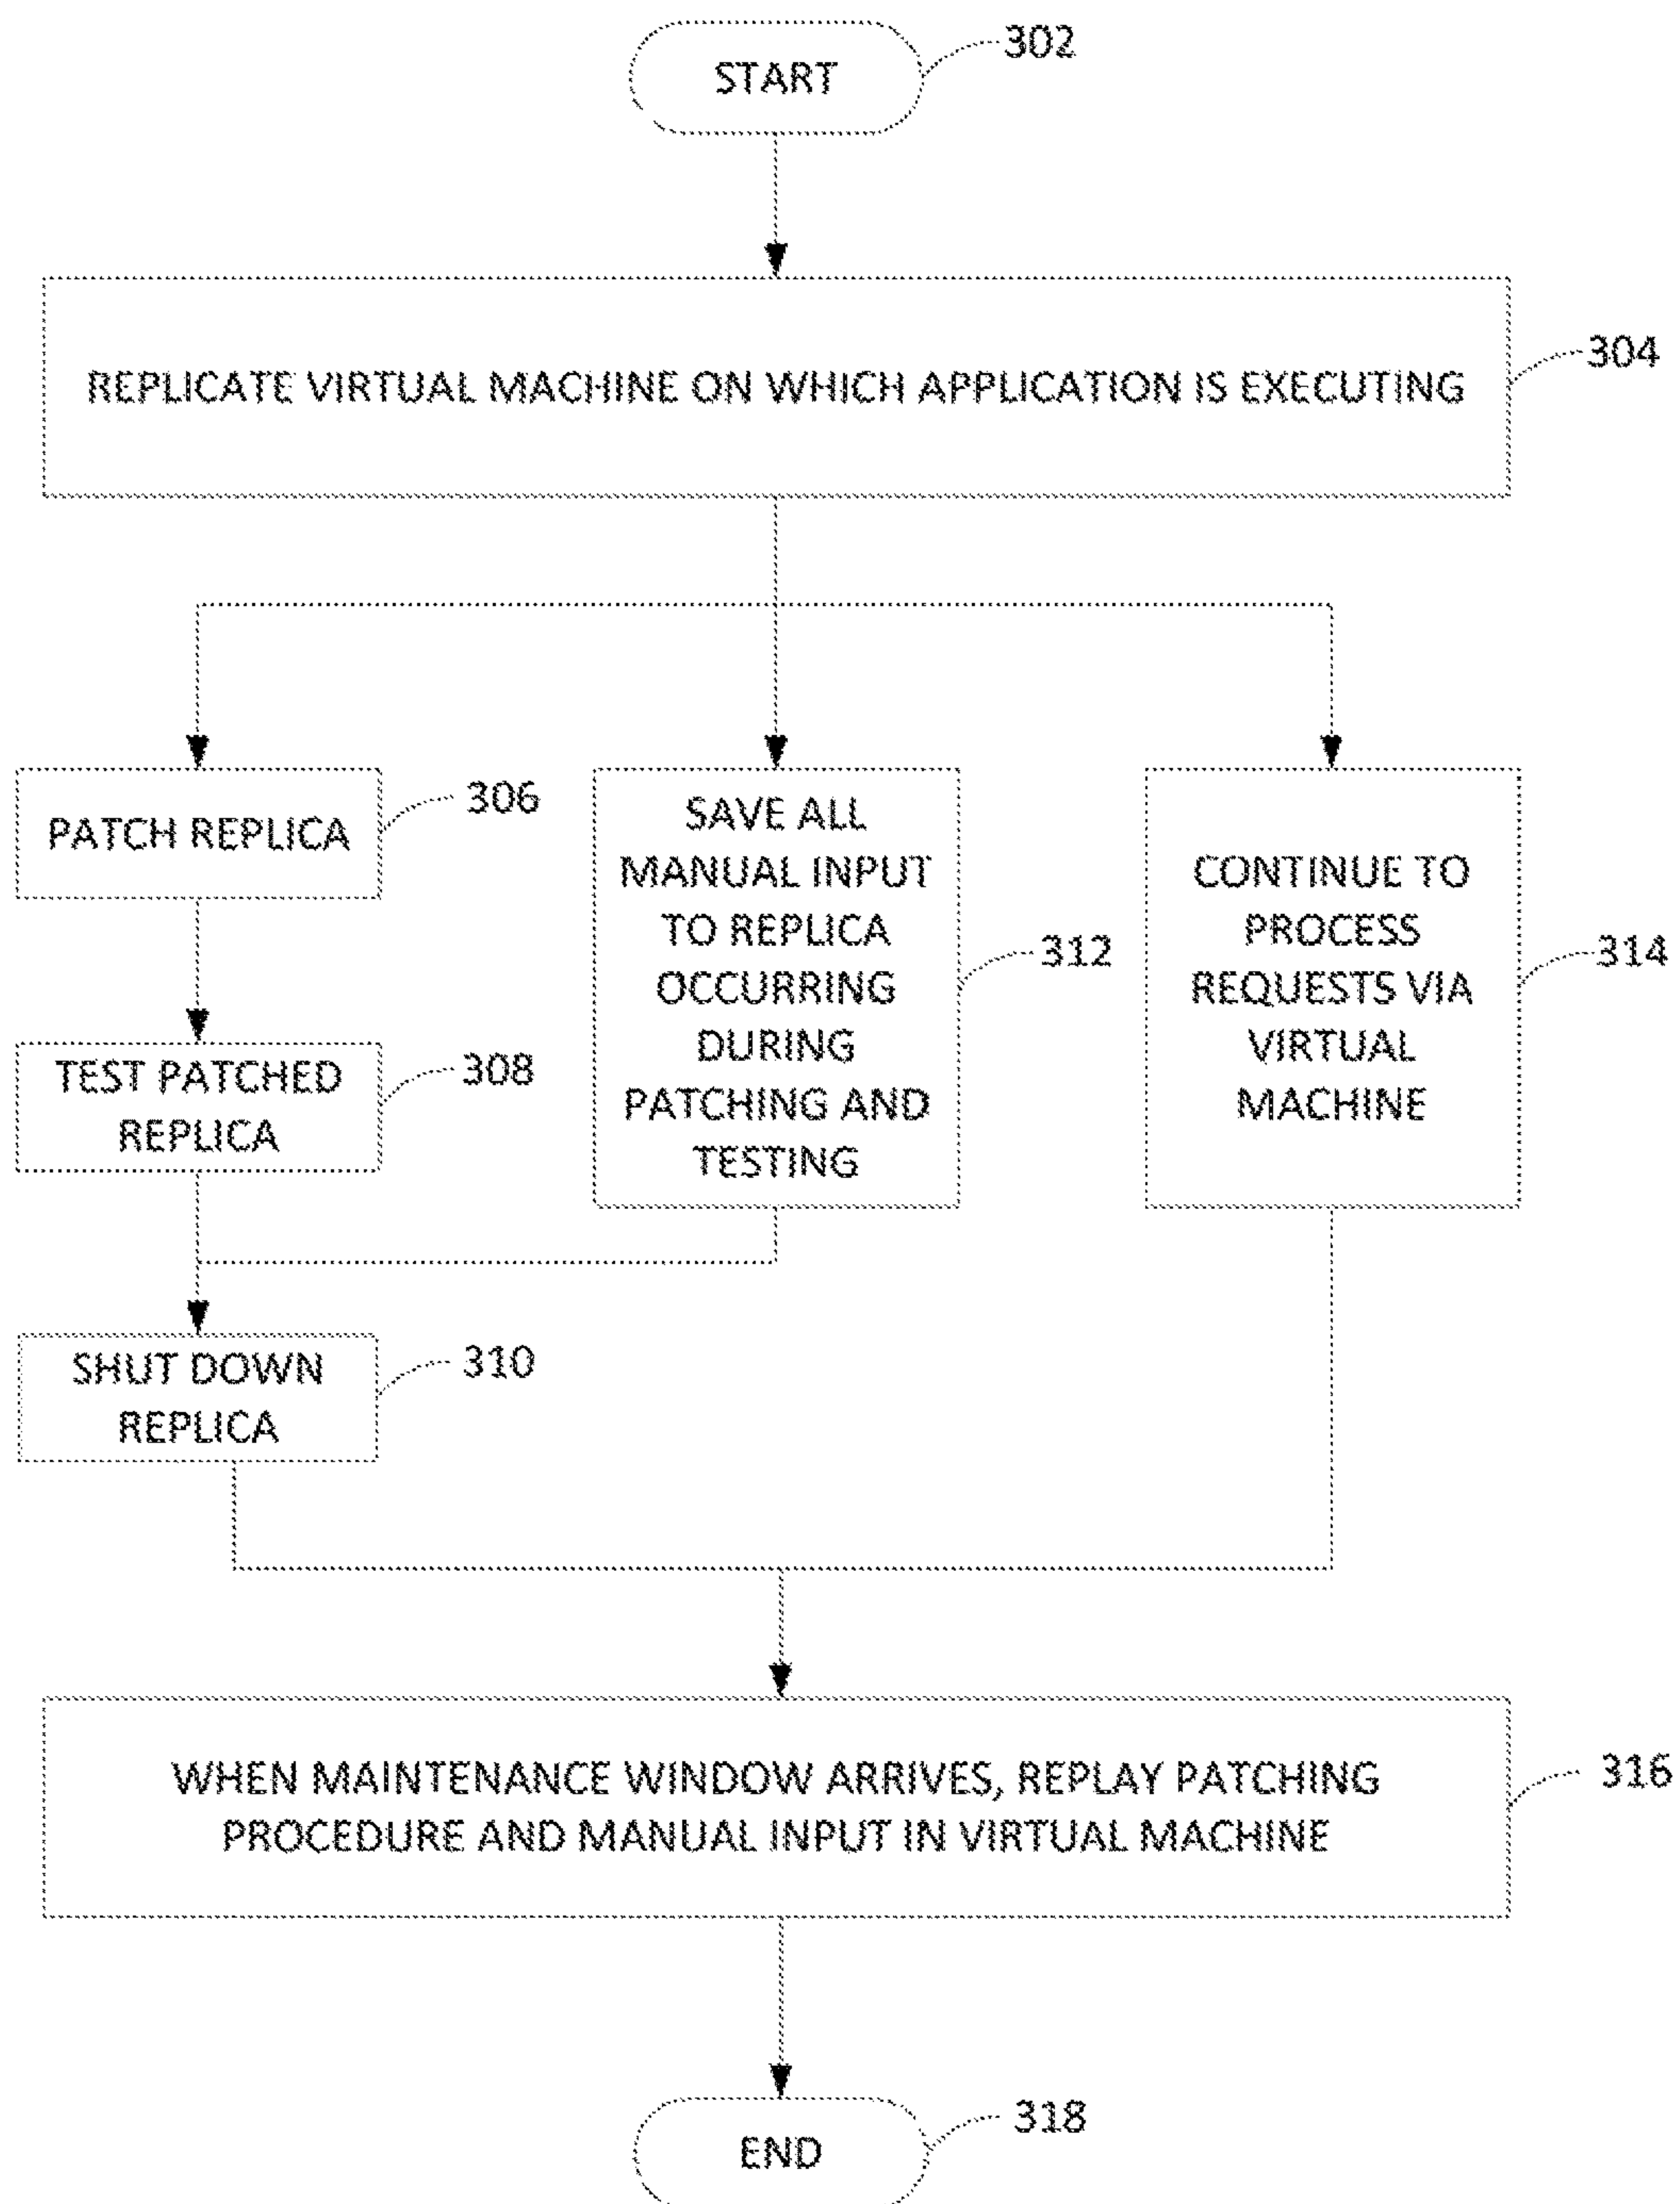 START
302
REPLICATE VIRTUAL MACHINE ON WHICH APPLICATION IS EXECUTING
304
PATCH REPLICA
306
TEST PATCHED
REPLICA
308
SHUT DOWN
REPLICA
310
SAVE ALL
MANUAL INPUT
TO REPLICA
OCCURRING
DURING
PATCHING AND
TESTING
312
CONTINUE TO
PROCESS
REQUESTS VIA
VIRTUAL
MACHINE
314
WHEN MAINTENANCE WINDOW ARRIVES, REPLAY PATCHING
PROCEDURE AND MANUAL INPUT IN VIRTUAL MACHINE
316
END
318